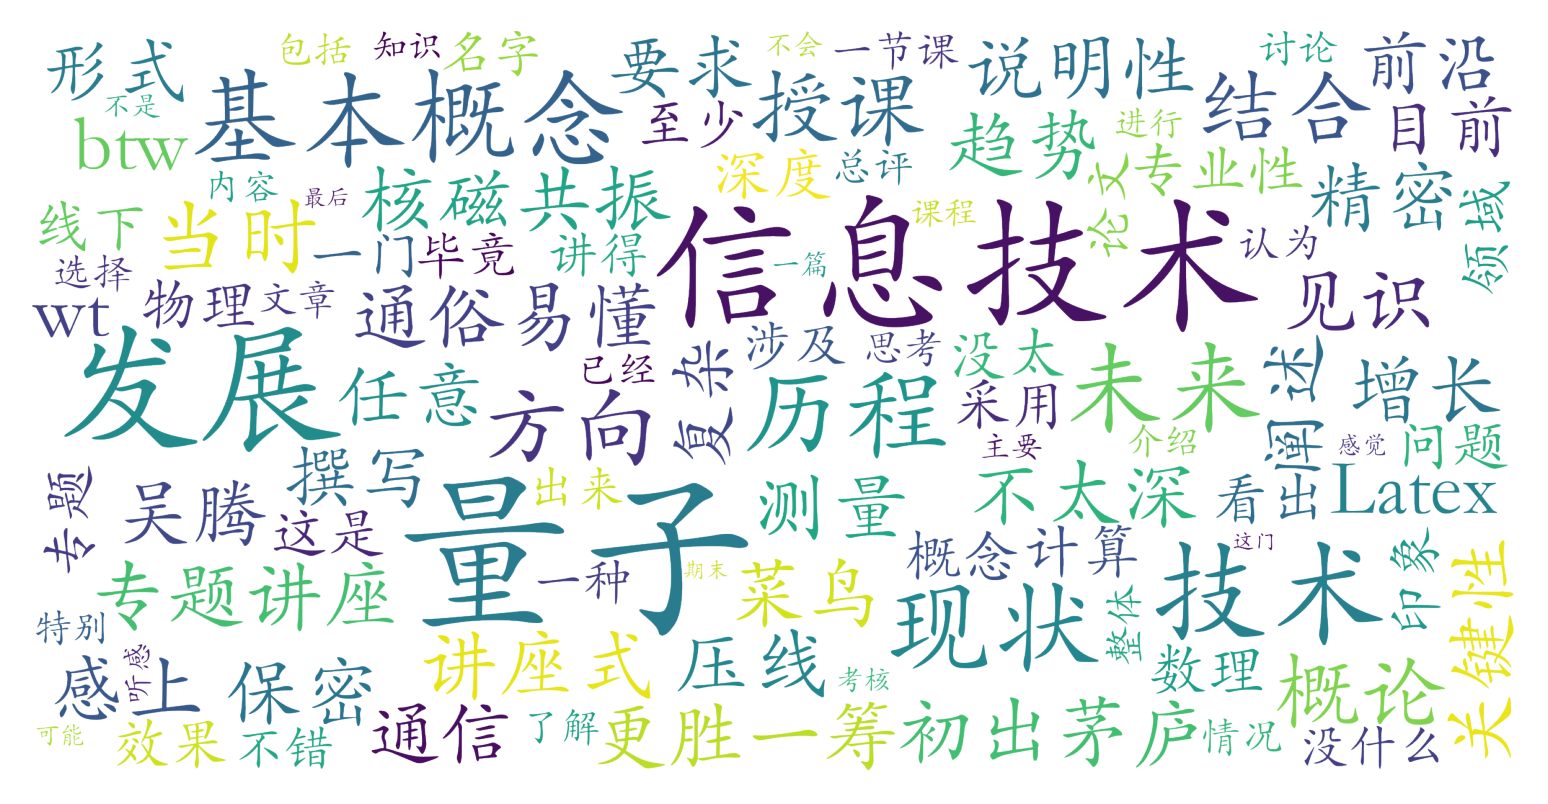 形式
包括
知识
名字
要求
不会
一节课
说明性
讨论
前沿
不是
btw
基本概念
至少
授课
趋势
进行
结合
目前
内容
最后
核磁共振
深度
总评
论文
专业性
精密
领域
线下
当时
一门
毕竟
讲得
信息技术
课程
一篇
认为
选择
wt
物理
文章
通俗易懂
见识
发展
任意
已经
复杂
涉及
思考
没太
未来
阐述
增长
方向
历程
采用
主要
介绍
感觉
问题
专题
吴腾
撰写
这是
量子
出来
测量
不太深
看出
Latex
专题讲座
一种
期末
菜鸟
概念
计算
现状
技术
这门
印象
关键性
特别
感上
听感
保密
讲座式
压线
考核
整体
数理
概论
可能
效果
不错
通信
了解
更胜一筹
初出茅庐
情况
没什么